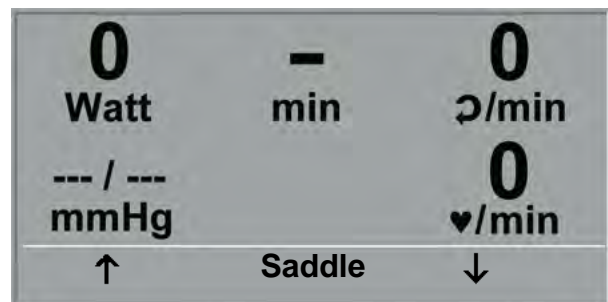 0 – 0
Watt min ↄ/min
--- / --- 0
mmHg ♥/min
↑ Saddle ↓